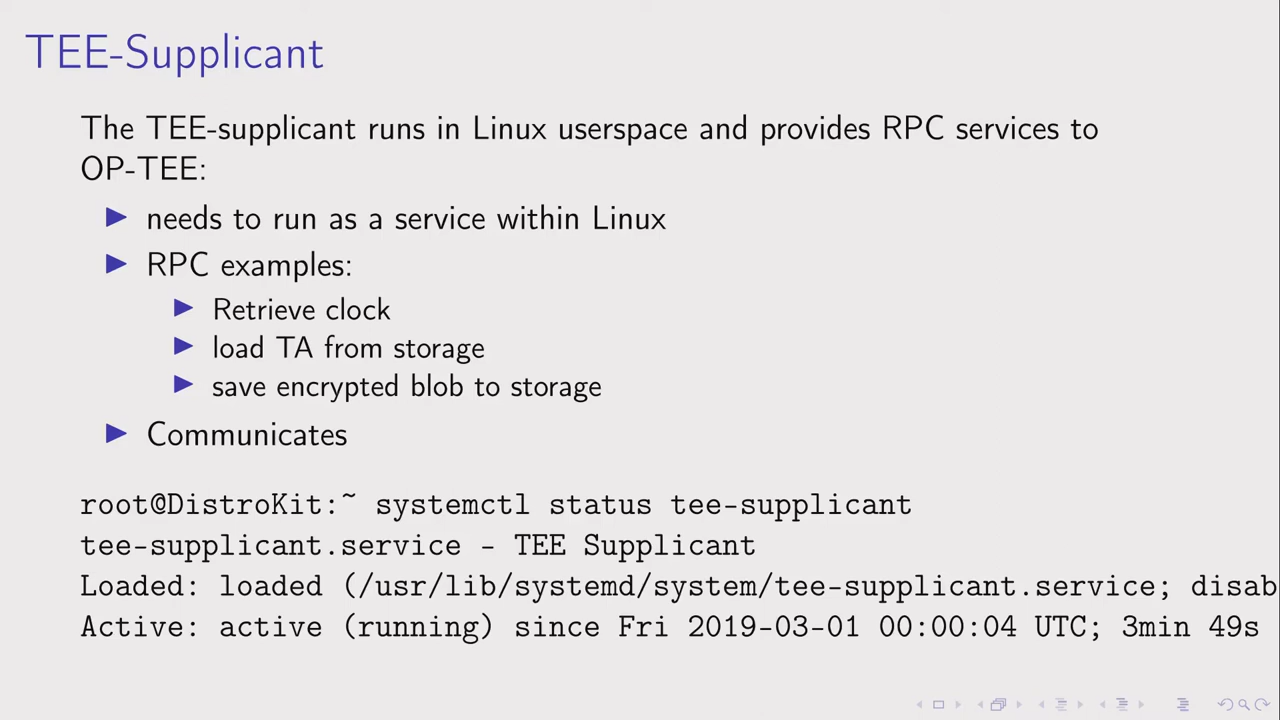 TEE-Supplicant
The TEE-supplicant runs in Linux userspace and provides RPC services to
OP-TEE:
needs to run as a service within Linux
RPC examples:
Retrieve clock
load TA from storage
save encrypted blob to storage
Communicates
root@DistroKit:~ systemctl status tee-supplicant
tee-supplicant.service - TEE Supplicant
Loaded: loaded (/usr/lib/systemd/system/tee-supplicant.service; disab
Active: active (running) since Fri 2019-03-01 00:00:04 UTC; 3min 49s